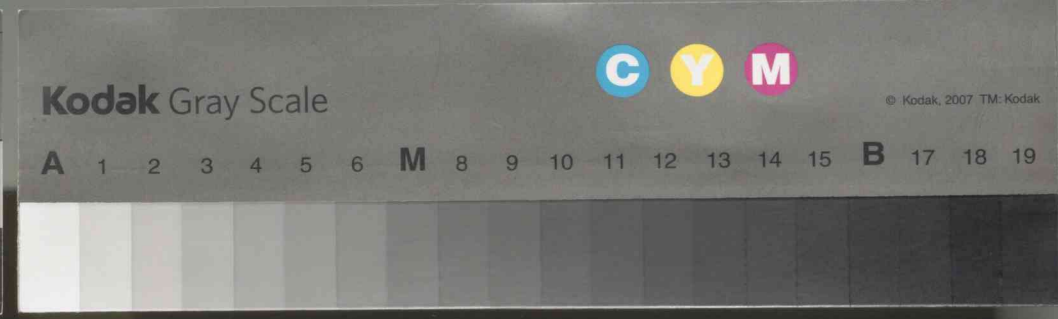 C Y M
Kodak Gray Scale
© Kodak, 2007 TM: Kodak
A 1 2 3 4 5 6 M 8 9 10 11 12 13 14 15 B 17 18 19